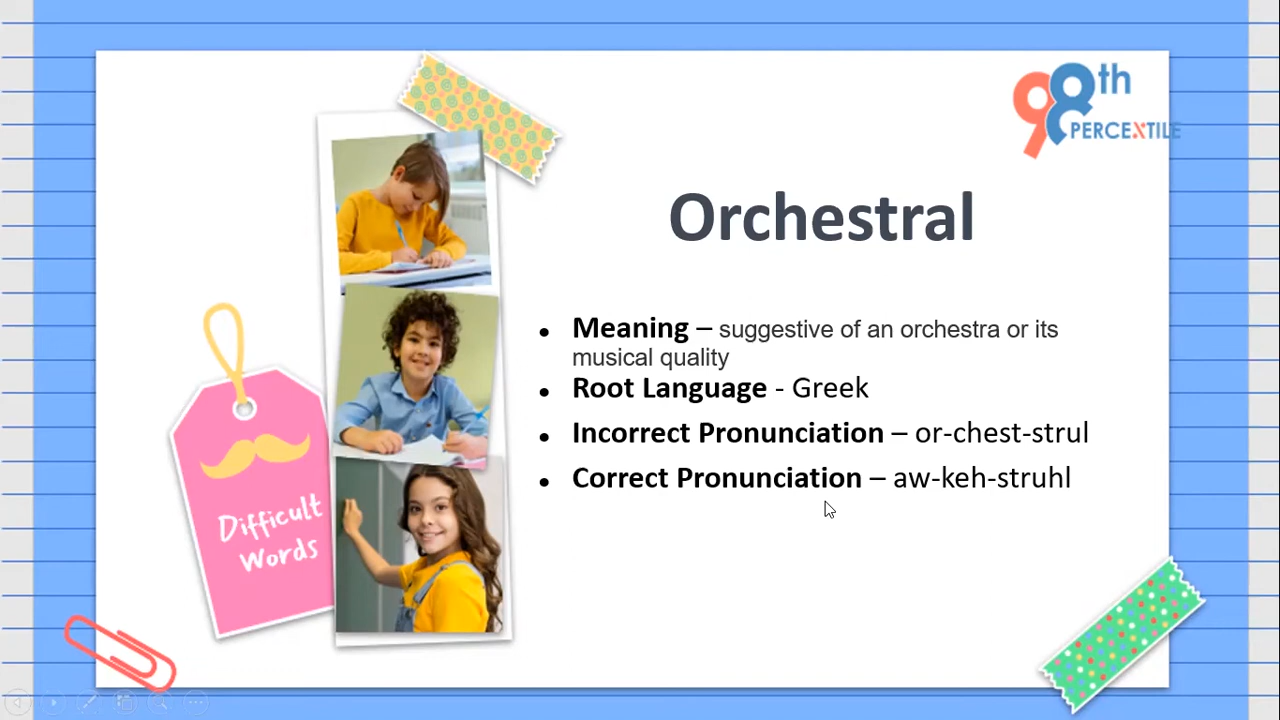 98th
PERCEXTILE
Orchestral
• Meaning – suggestive of an orchestra or its
musical quality
• Root Language - Greek
• Incorrect Pronunciation – or-chest-strul
• Correct Pronunciation – aw-keh-struhl
Difficult
Words